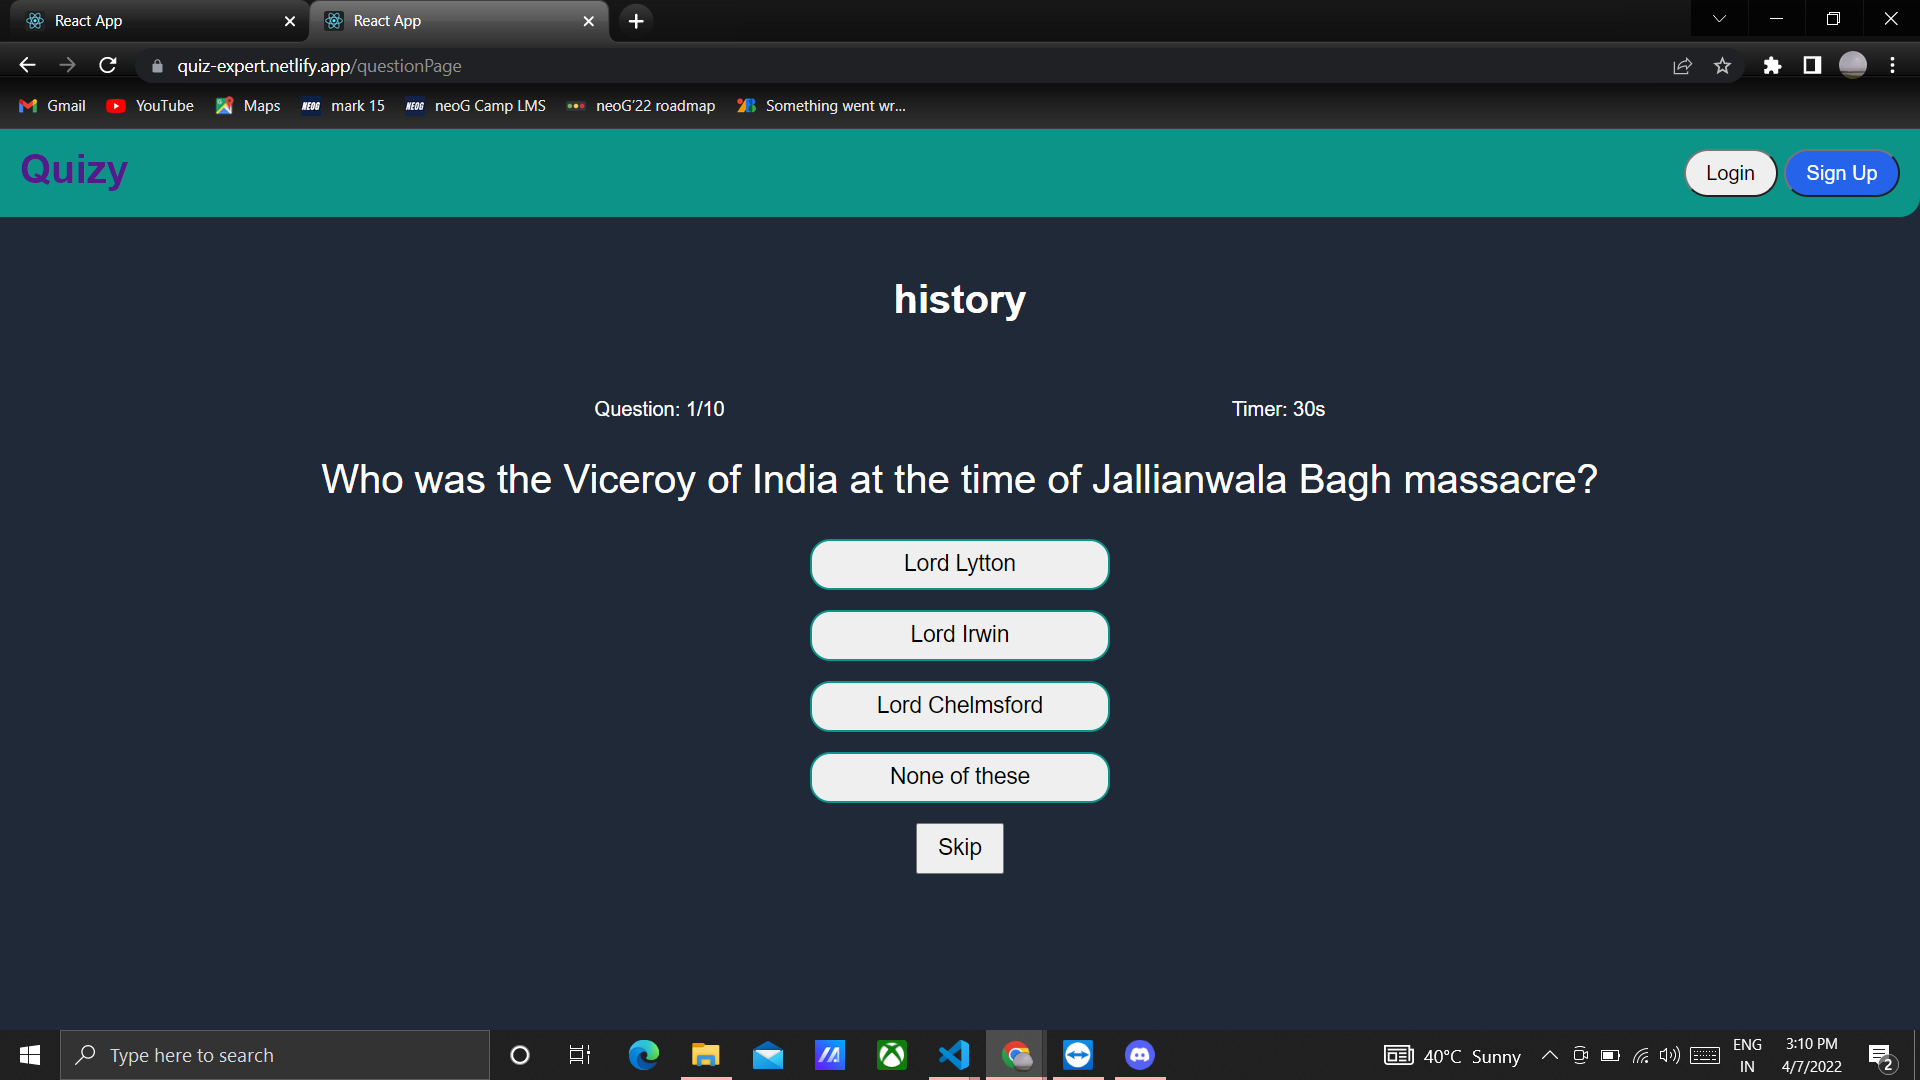 React App
React App
quiz-expert.netlify.app/questionPage
Gmail
YouTube
Maps
NEOG mark 15
NEOG neoG Camp LMS
neoG'22 roadmap
Something went wr...
Quizy
Login
Sign Up
history
Question: 1/10
Timer: 30s
Who was the Viceroy of India at the time of Jallianwala Bagh massacre?
Lord Lytton
Lord Irwin
Lord Chelmsford
None of these
Skip
Type here to search
40°C Sunny
ENG
IN
3:10 PM
4/7/2022
2